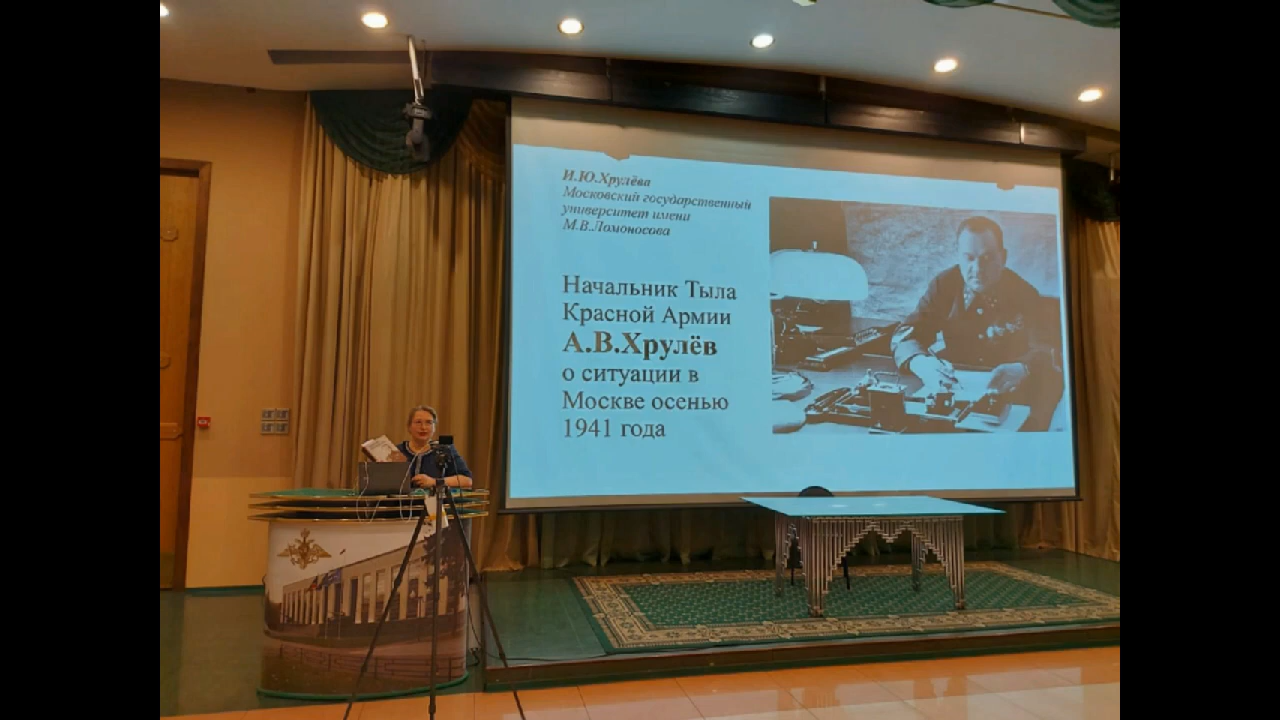 И.Ю.Хрулёва
Московский государственный
университет имени
М.В.Ломоносова
Начальник Тыла
Красной Армии
А.В.Хрулёв
о ситуации в
Москве осенью
1941 года